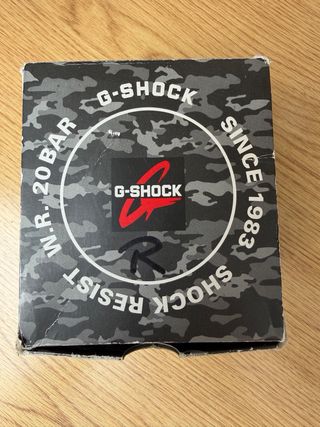 G-SHOCK
SINCE 1983
SHOCK RESIST
W.R. 20BAR
G-SHOCK
R